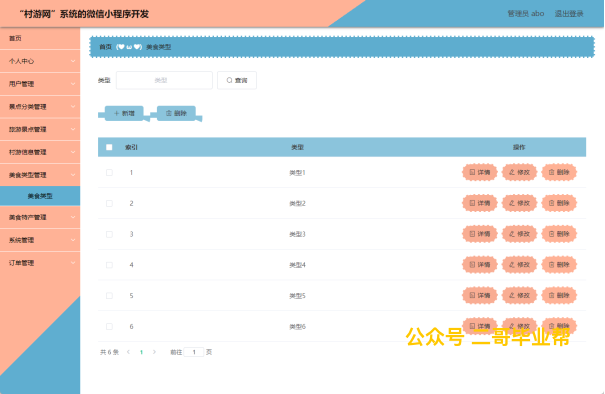 “村游网”系统的微信小程序开发
管理员 abo 退出登录
首页
个人中心
用户管理
景点分类管理
旅游景点管理
村游信息管理
美食类型管理
美食类型
美食特产管理
系统管理
订单管理
首页 (♥ ω ♥) 美食类型
类型 类型 查询
+ 新增 删除
索引 类型 操作
1 类型1 详情 修改 删除
2 类型2 详情 修改 删除
3 类型3 详情 修改 删除
4 类型4 详情 修改 删除
5 类型5 详情 修改 删除
6 类型6 详情 修改 删除
共 6 条 < 1 > 前往 1 页
公众号 二哥毕业帮